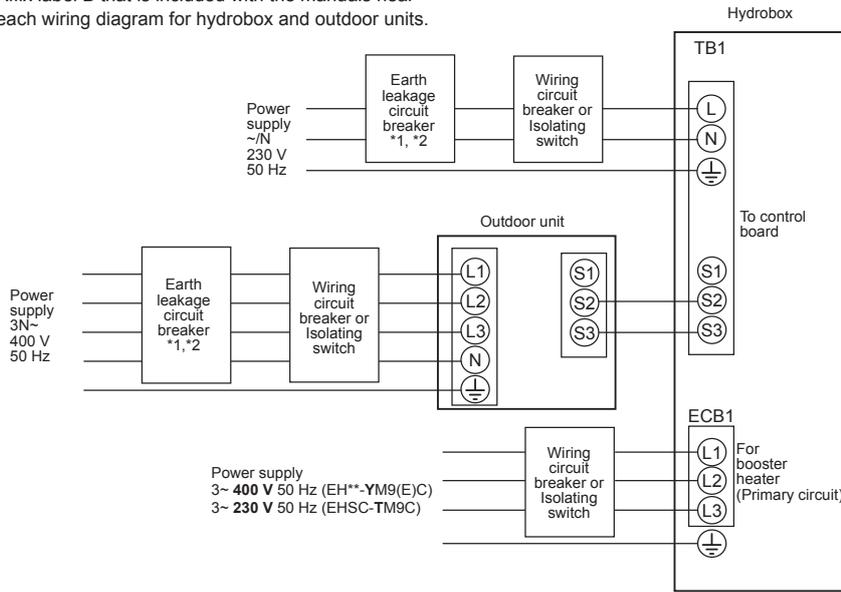 each wiring diagram for hydrobox and outdoor units.
Hydrobox
TB1
Earth
leakage
circuit
breaker
*1, *2
Wiring
circuit
breaker or
Isolating
switch
Power
supply
~/N
230 V
50 Hz
L
N
To control
board
Outdoor unit
S1
S2
S3
Power
supply
3N~
400 V
50 Hz
Earth
leakage
circuit
breaker
*1,*2
Wiring
circuit
breaker or
Isolating
switch
L1
L2
L3
N
S1
S2
S3
ECB1
Wiring
circuit
breaker or
Isolating
switch
L1
L2
L3
For
booster
heater
(Primary circuit)
Power supply
3~ 400 V 50 Hz (EH**-YM9(E)C)
3~ 230 V 50 Hz (EHSC-TM9C)